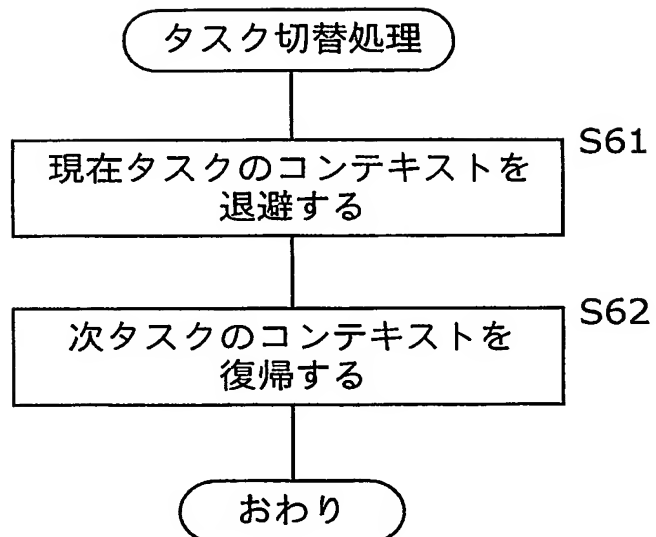 タスク切替処理
S61
現在タスクのコンテキストを
退避する
S62
次タスクのコンテキストを
復帰する
おわり